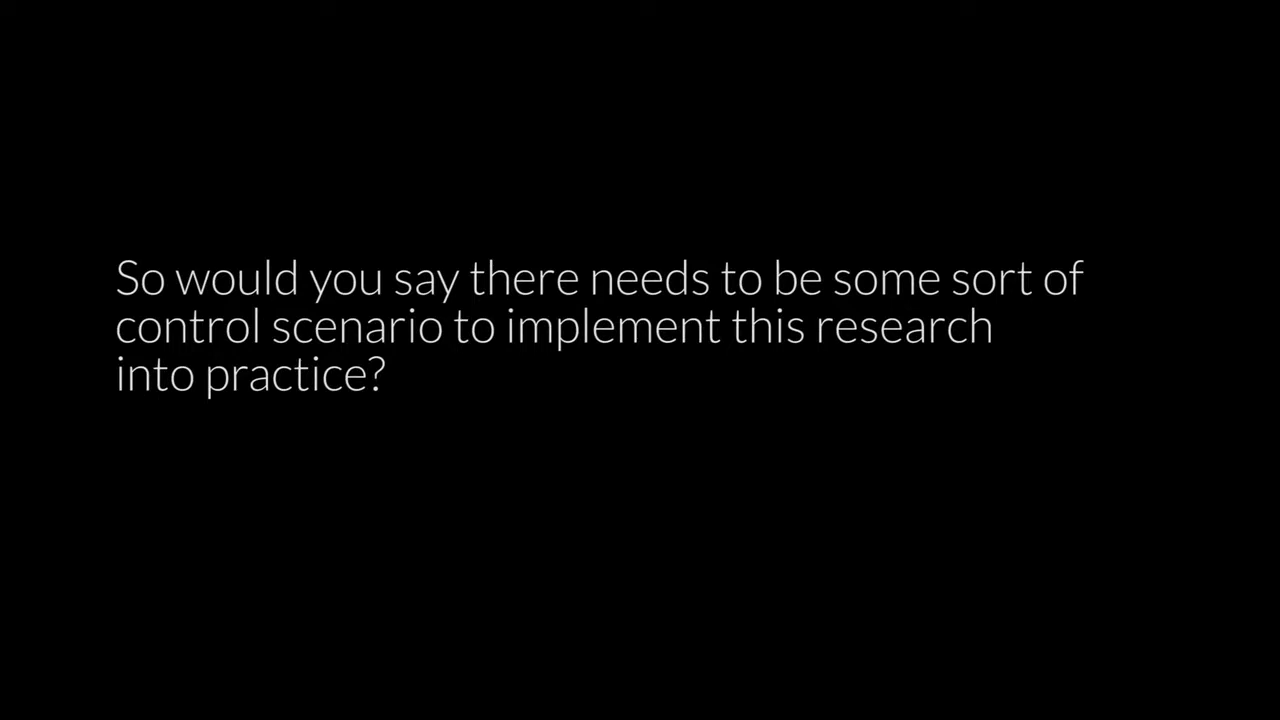 So would you say there needs to be some sort of
control scenario to implement this research
into practice?